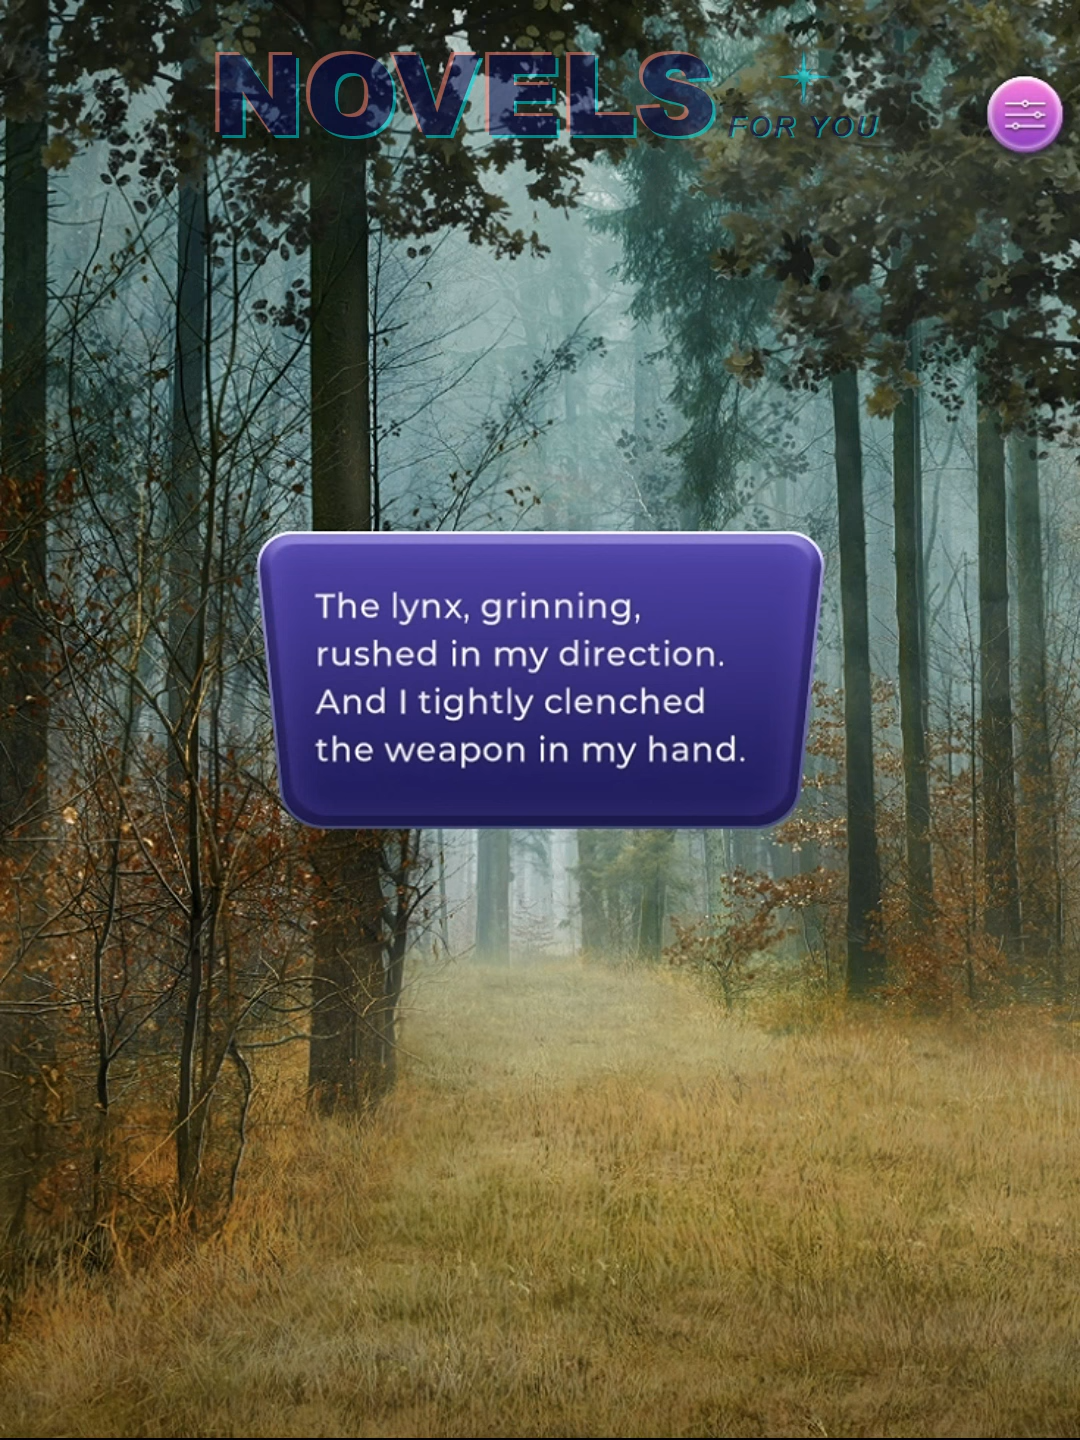 NOVELS
FOR YOU
The lynx, grinning,
rushed in my direction.
And I tightly clenched
the weapon in my hand.